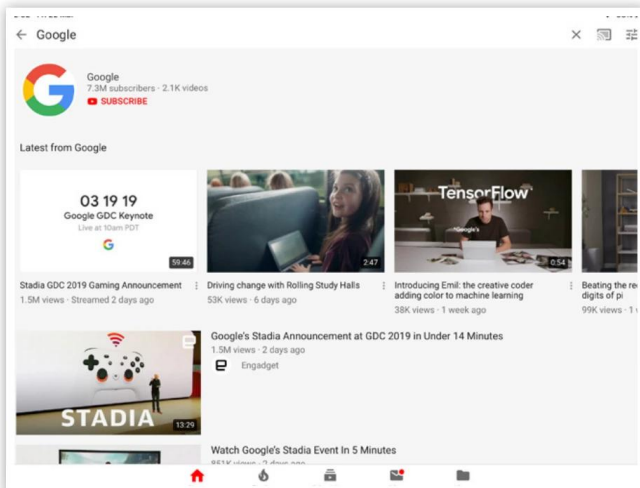 Google
Google
7.3M subscribers · 2.1K videos
SUBSCRIBE
Latest from Google
03 19 19
Google GDC Keynote
Live at 10am PDT
59:46
2:47
TensorFlow
0:54
Stadia GDC 2019 Gaming Announcement
1.5M views · Streamed 2 days ago
Driving change with Rolling Study Halls
53K views · 6 days ago
Introducing Emil: the creative coder
adding color to machine learning
38K views · 1 week ago
Beating the
digits of pi
99K views
STADIA
13:29
Google's Stadia Announcement at GDC 2019 in Under 14 Minutes
1.5M views · 2 days ago
Engadget
Watch Google's Stadia Event In 5 Minutes